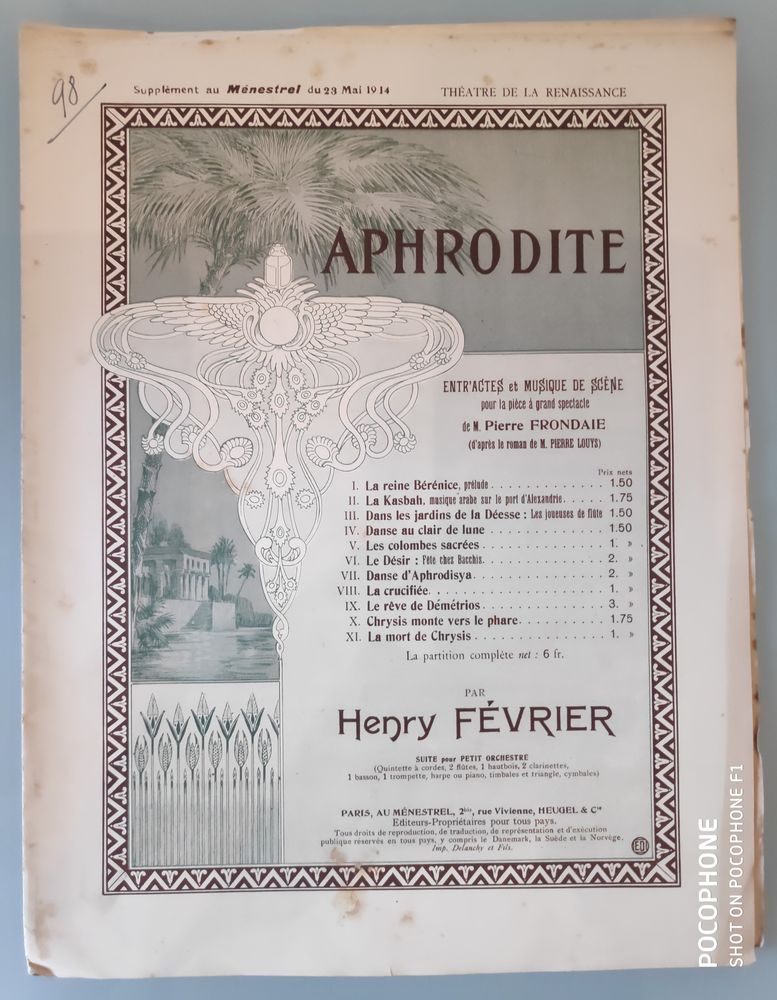 98
Supplément au Ménestrel du 23 Mai 1914
THÉATRE DE LA RENAISSANCE
APHRODITE
ENTR'ACTES et MUSIQUE DE SCÈNE
pour la pièce à grand spectacle
de M. Pierre FRONDAIE
(d'après le roman de M. PIERRE LOUYS)
Prix nets
I. La reine Bérénice, prélude . . . . . . . . . . . . 1.50
II. La Kasbah, musique arabe sur le port d'Alexandrie. . . . . 1.75
III. Dans les jardins de la Déesse : Les joueuses de flûte 1.50
IV. Danse au clair de lune . . . . . . . . . . . . 1.50
V. Les colombes sacrées . . . . . . . . . . . . . 1. »
VI. Le Désir : Fête chez Bacchis. . . . . . . . . . . . . 2. »
VII. Danse d'Aphrodisya. . . . . . . . . . . . . . 2. »
VIII. La crucifiée. . . . . . . . . . . . . . . . . . 1. »
IX. Le rêve de Démétrios . . . . . . . . . . . . . 3. »
X. Chrysis monte vers le phare. . . . . . . . . . 1.75
XI. La mort de Chrysis . . . . . . . . . . . . . . 1. »
La partition complète net : 6 fr.
PAR
Henry FÉVRIER
SUITE pour PETIT ORCHESTRE
(Quintette à cordes, 2 flûtes, 1 hautbois, 2 clarinettes,
1 basson, 1 trompette, harpe ou piano, timbales et triangle, cymbales)
PARIS, AU MÉNESTREL, 2bis, rue Vivienne, HEUGEL & Cie
Editeurs-Propriétaires pour tous pays.
Tous droits de reproduction, de traduction, de représentation et d'exécution
publique réservés en tous pays, y compris le Danemark, la Suède et la Norvège.
Imp. Delanchy et Fils.
POCOPHONE
SHOT ON POCOPHONE F1